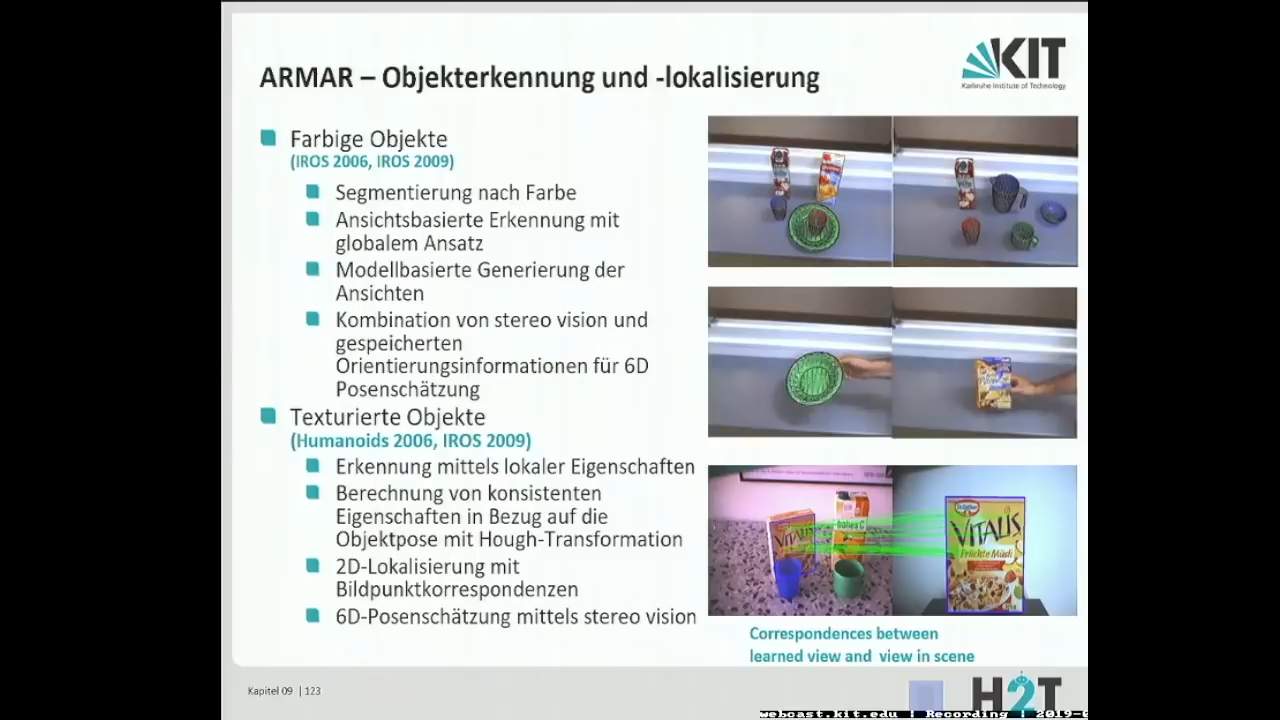 ARMAR – Objekterkennung und -lokalisierung
KIT
Karlsruhe Institute of Technology
Farbige Objekte
(IROS 2006, IROS 2009)
Segmentierung nach Farbe
Ansichtsbasierte Erkennung mit
globalem Ansatz
Modellbasierte Generierung der
Ansichten
Kombination von stereo vision und
gespeicherten
Orientierungsinformationen für 6D
Posenschätzung
Texturierte Objekte
(Humanoids 2006, IROS 2009)
Erkennung mittels lokaler Eigenschaften
Berechnung von konsistenten
Eigenschaften in Bezug auf die
Objektpose mit Hough-Transformation
2D-Lokalisierung mit
Bildpunktkorrespondenzen
6D-Posenschätzung mittels stereo vision
VITALIS
VITALIS
Früchte Müsli
Correspondences between
learned view and view in scene
Kapitel 09 | 123
H2T
webcast.kit.edu | Recording | 2019-